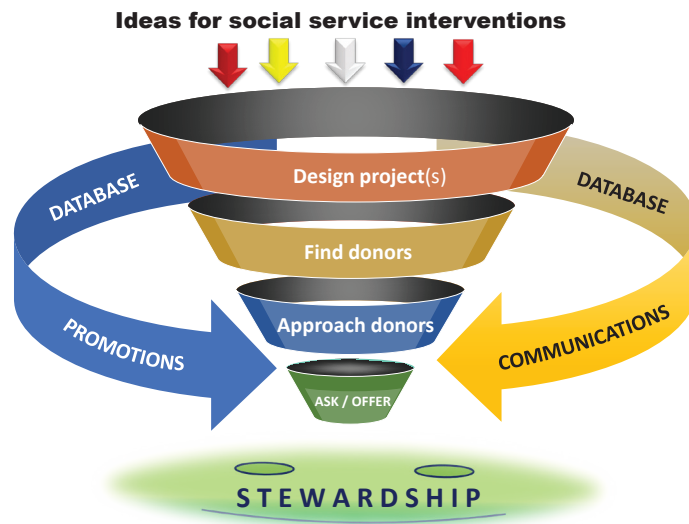 Ideas for social service interventions
Design project(s)
DATABASE
DATABASE
Find donors
Approach donors
PROMOTIONS
COMMUNICATIONS
ASK / OFFER
STEWARDSHIP